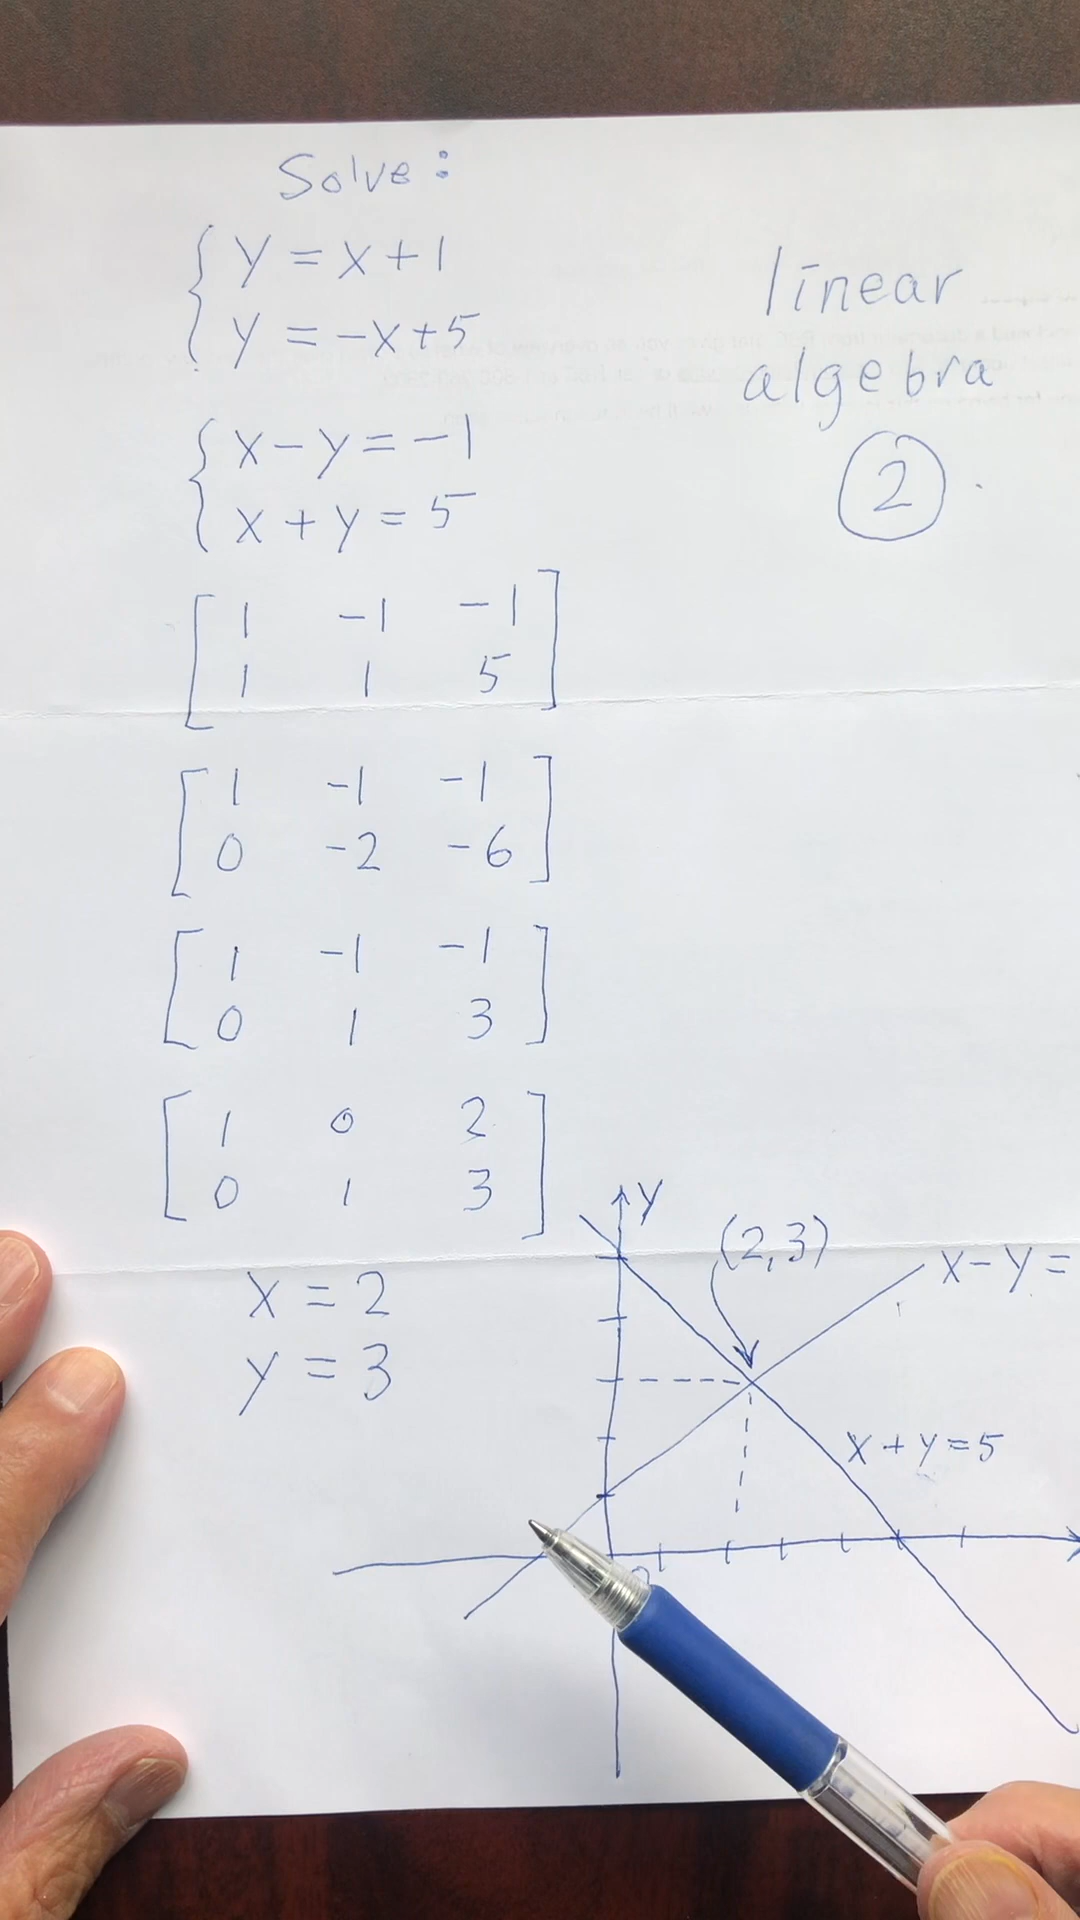 Solve:
y = x + 1
y = -x + 5
linear
algebra
2
x - y = -1
x + y = 5
1 -1 -1
1 1 5
1 -1 -1
0 -2 -6
1 -1 -1
0 1 3
1 0 2
0 1 3
x = 2
y = 3
y
(2,3)
x - y =
x + y = 5